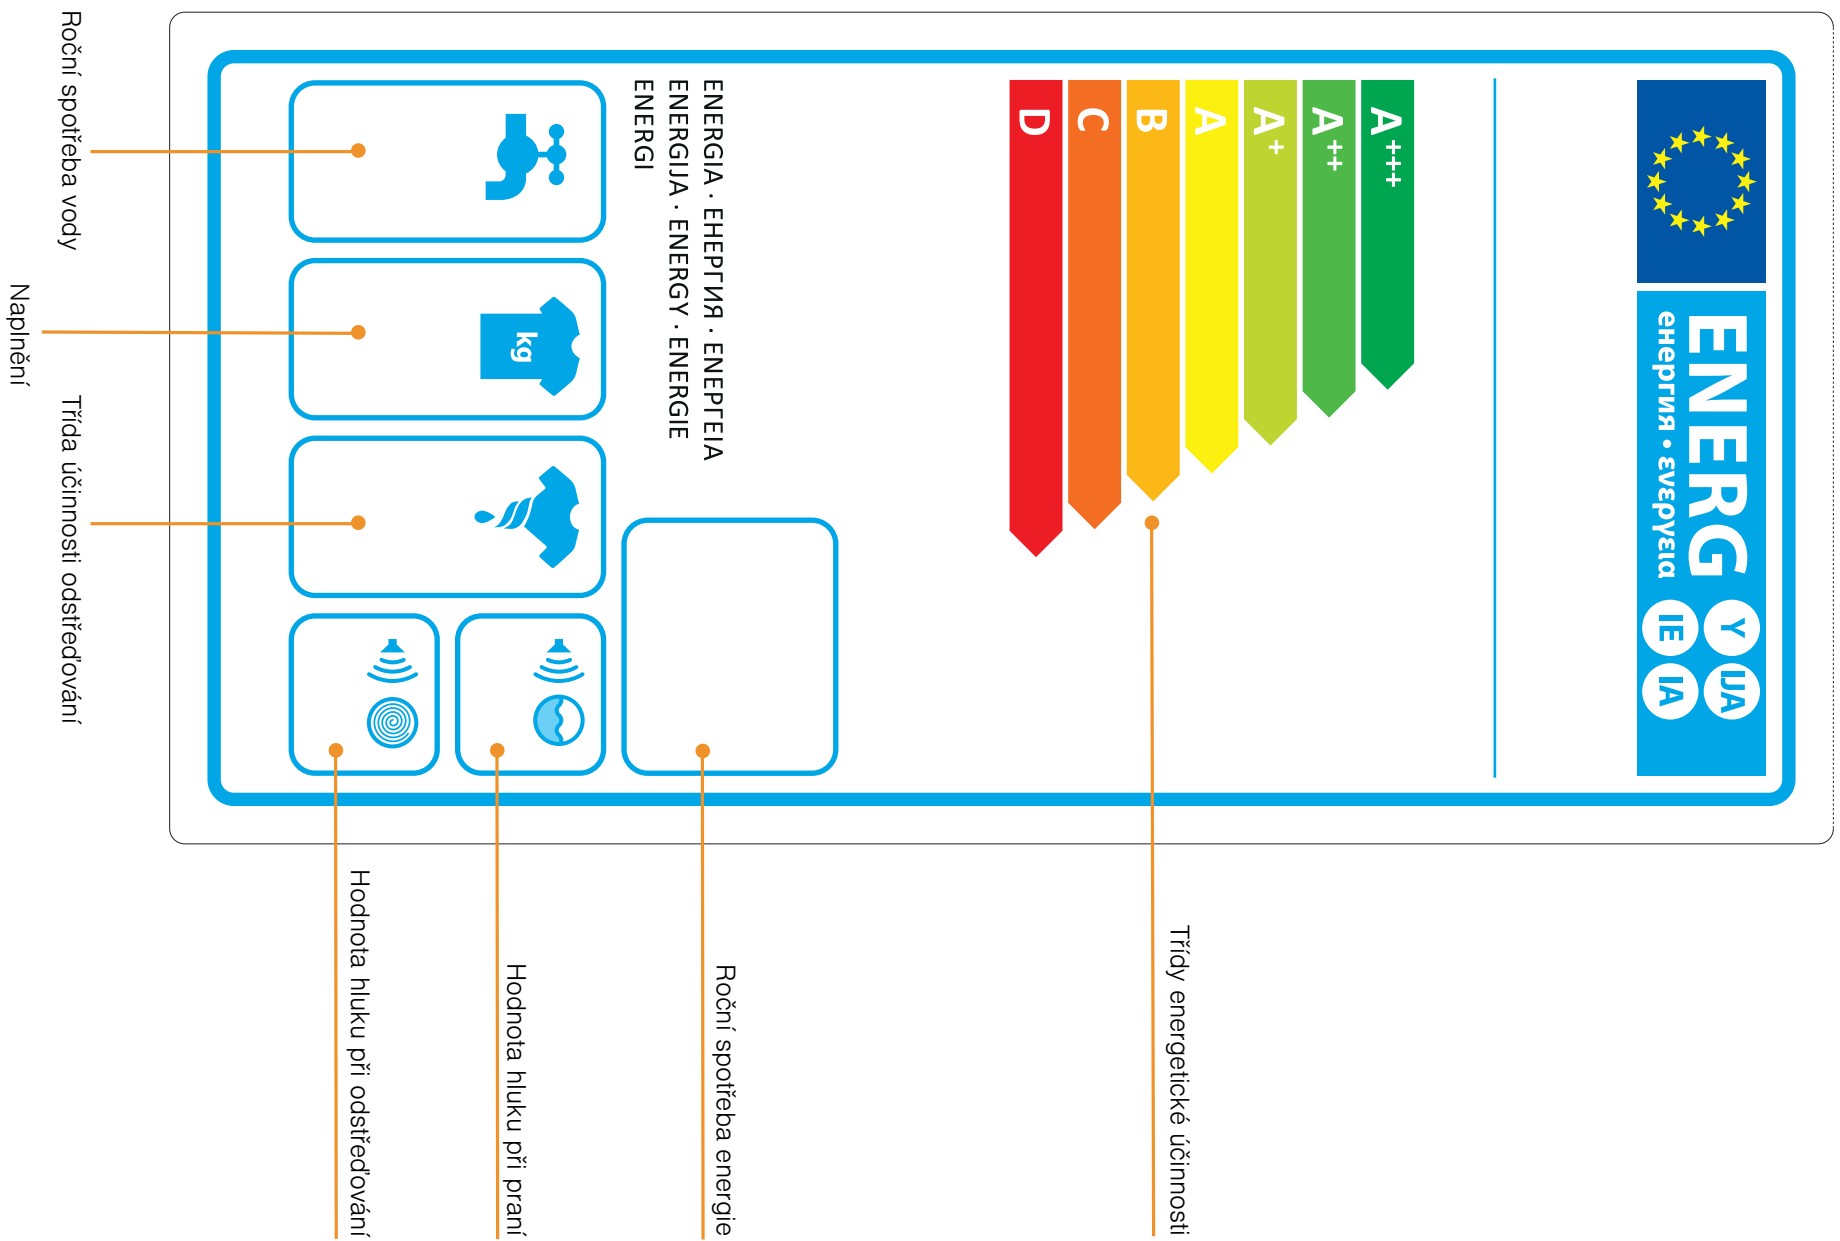 ENERG
енергия · ενεργεια
Y
IJA
IE
IA
A+++
A++
A+
A
B
C
D
Třídy energetické účinnosti
Roční spotřeba energie
ENERGIA · ЕНЕРГИЯ · ΕΝΕΡΓΕΙΑ
ENERGIJA · ENERGY · ENERGIE
ENERGI
kg
Hodnota hluku při praní
Hodnota hluku při odstřeďování
Roční spotřeba vody
Naplnění
Třída účinnosti odstřeďování